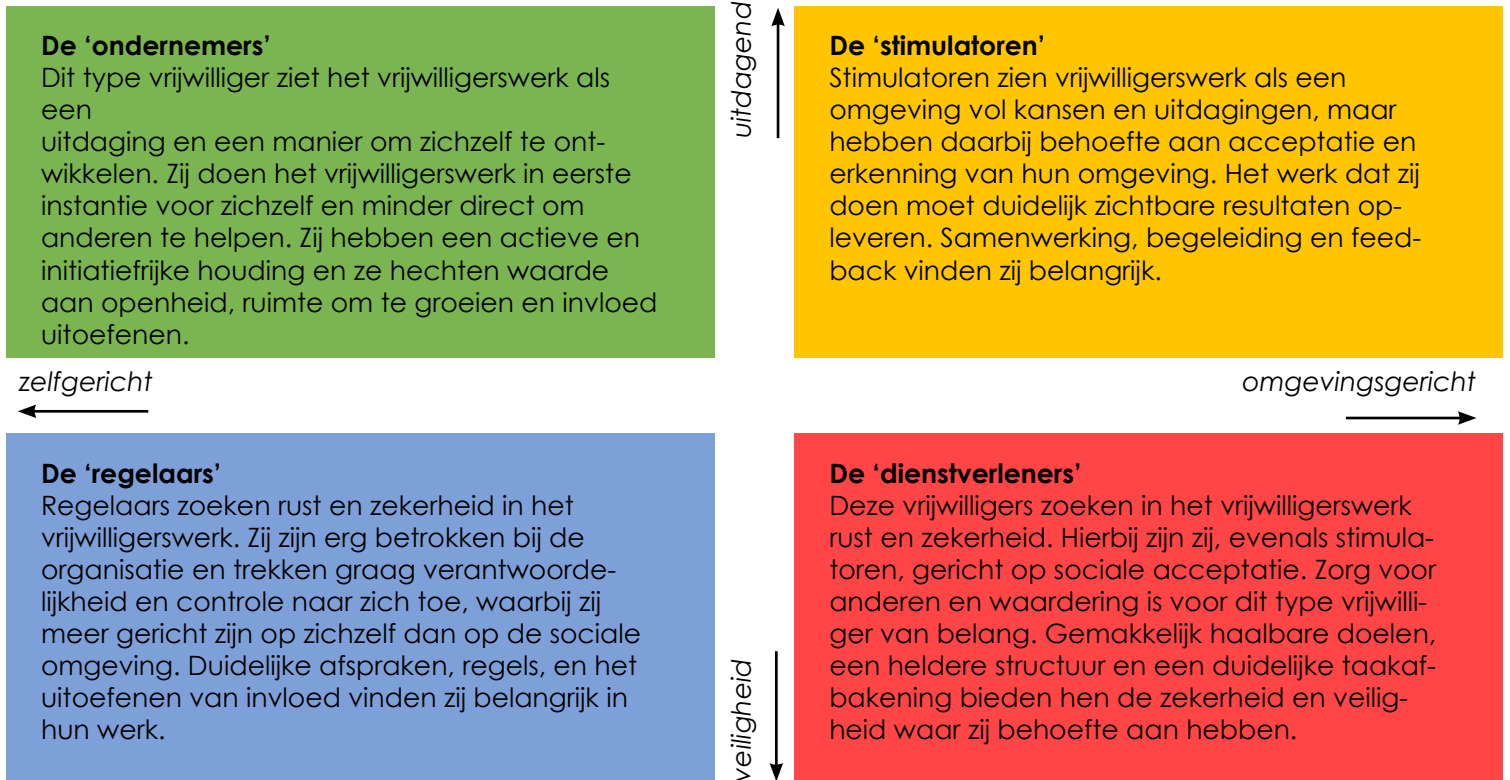 De ‘ondernemers’
Dit type vrijwilliger ziet het vrijwilligerswerk als
een
uitdaging en een manier om zichzelf te ont-
wikkelen. Zij doen het vrijwilligerswerk in eerste
instantie voor zichzelf en minder direct om
anderen te helpen. Zij hebben een actieve en
initiatiefrijke houding en ze hechten waarde
aan openheid, ruimte om te groeien en invloed
uitoefenen.
uitdagend
De ‘stimulatoren’
Stimulatoren zien vrijwilligerswerk als een
omgeving vol kansen en uitdagingen, maar
hebben daarbij behoefte aan acceptatie en
erkenning van hun omgeving. Het werk dat zij
doen moet duidelijk zichtbare resultaten op-
leveren. Samenwerking, begeleiding en feed-
back vinden zij belangrijk.
zelfgericht
omgevingsgericht
De ‘regelaars’
Regelaars zoeken rust en zekerheid in het
vrijwilligerswerk. Zij zijn erg betrokken bij de
organisatie en trekken graag verantwoorde-
lijkheid en controle naar zich toe, waarbij zij
meer gericht zijn op zichzelf dan op de sociale
omgeving. Duidelijke afspraken, regels, en het
uitoefenen van invloed vinden zij belangrijk in
hun werk.
veiligheid
De ‘dienstverleners’
Deze vrijwilligers zoeken in het vrijwilligerswerk
rust en zekerheid. Hierbij zijn zij, evenals stimula-
toren, gericht op sociale acceptatie. Zorg voor
anderen en waardering is voor dit type vrijwilli-
ger van belang. Gemakkelijk haalbare doelen,
een heldere structuur en een duidelijke taakaf-
bakening bieden hen de zekerheid en veilig-
heid waar zij behoefte aan hebben.